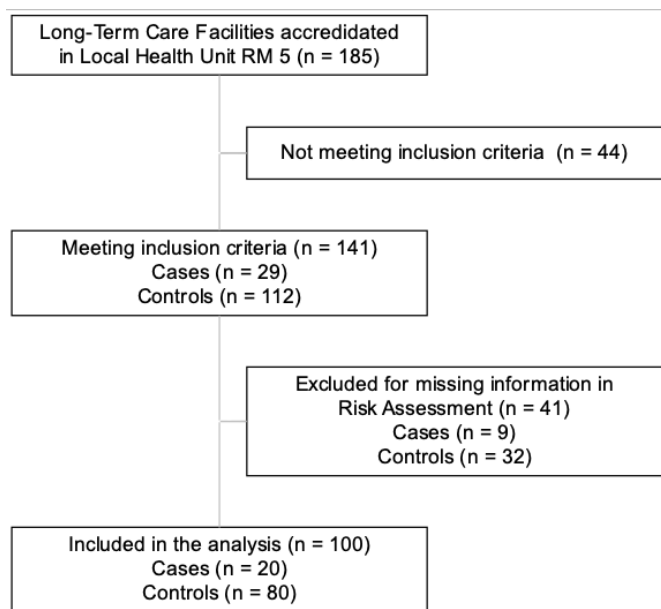 Long-Term Care Facilities accredidated
in Local Health Unit RM 5 (n = 185)
Not meeting inclusion criteria (n = 44)
Meeting inclusion criteria (n = 141)
Cases (n = 29)
Controls (n = 112)
Excluded for missing information in
Risk Assessment (n = 41)
Cases (n = 9)
Controls (n = 32)
Included in the analysis (n = 100)
Cases (n = 20)
Controls (n = 80)